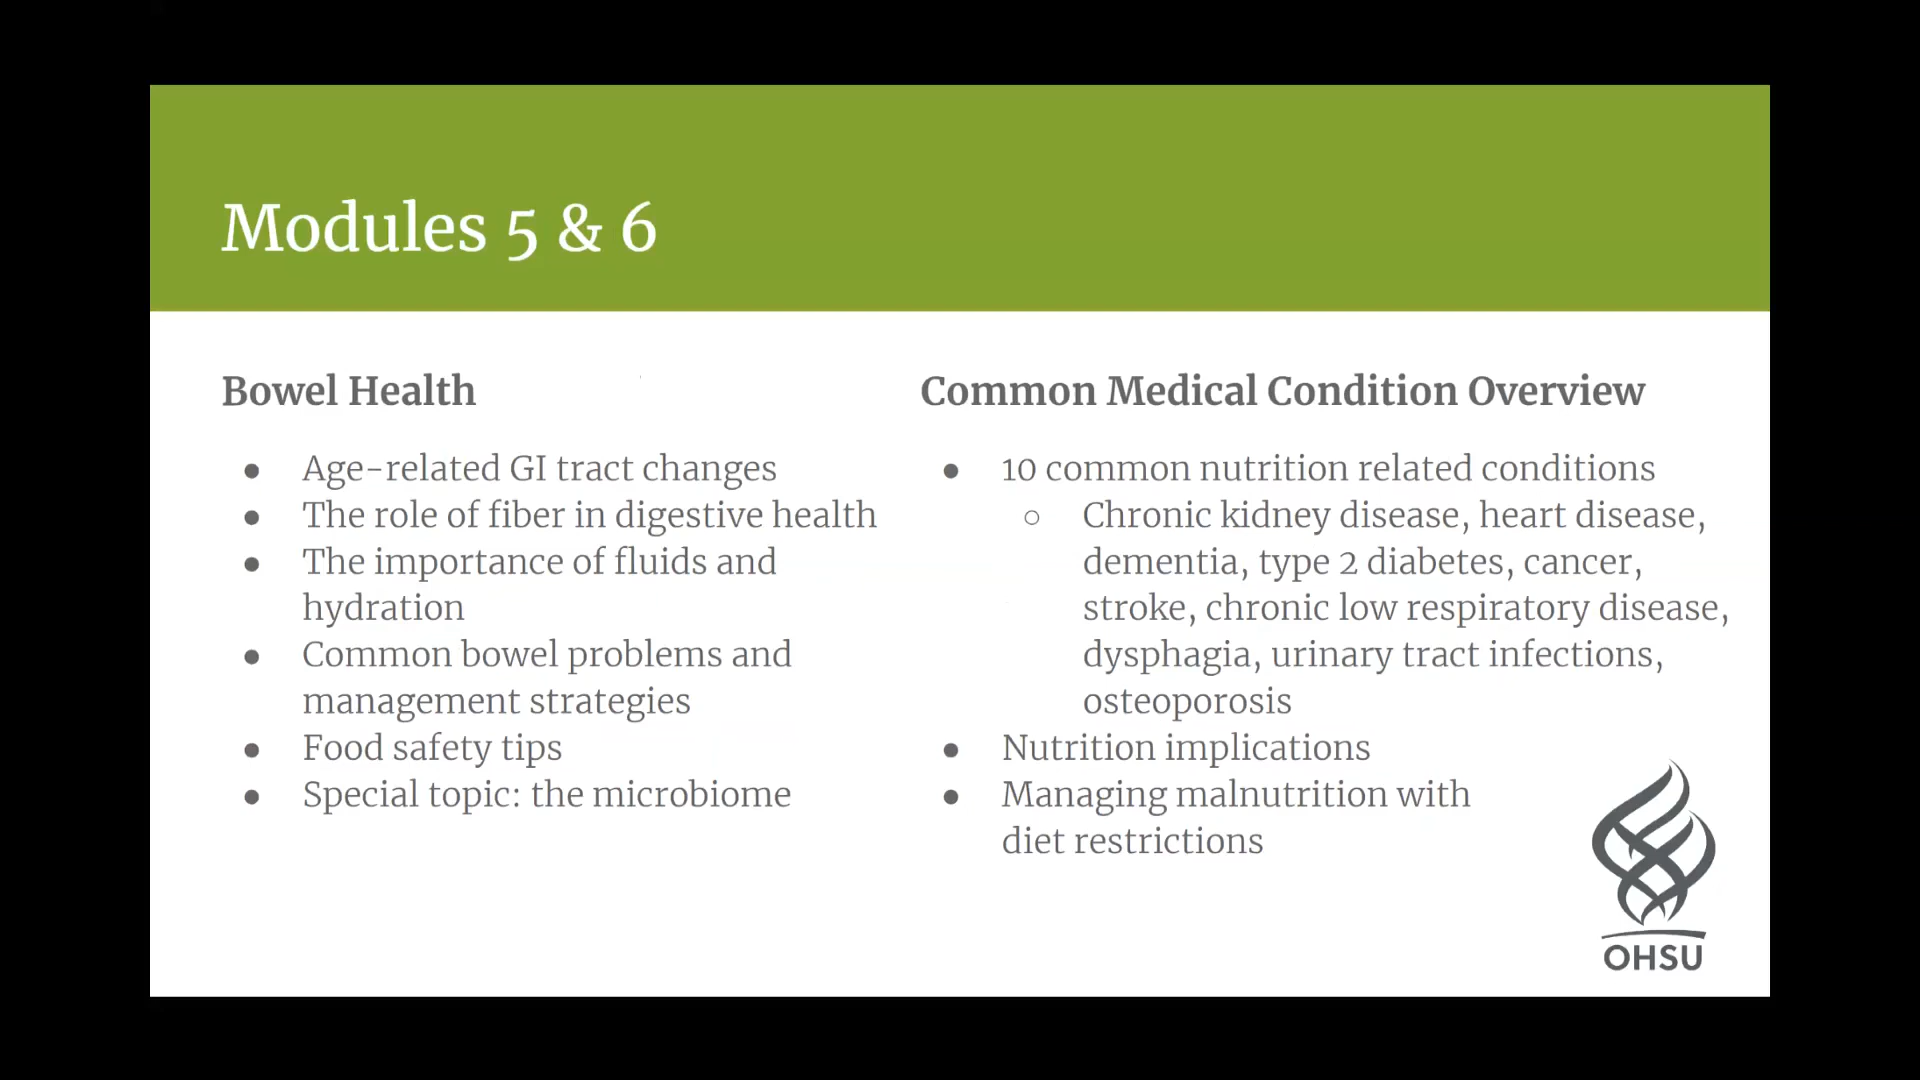 Modules 5 & 6
Bowel Health
● Age-related GI tract changes
● The role of fiber in digestive health
● The importance of fluids and
hydration
● Common bowel problems and
management strategies
● Food safety tips
● Special topic: the microbiome
Common Medical Condition Overview
● 10 common nutrition related conditions
○ Chronic kidney disease, heart disease,
dementia, type 2 diabetes, cancer,
stroke, chronic low respiratory disease,
dysphagia, urinary tract infections,
osteoporosis
● Nutrition implications
● Managing malnutrition with
diet restrictions
OHSU